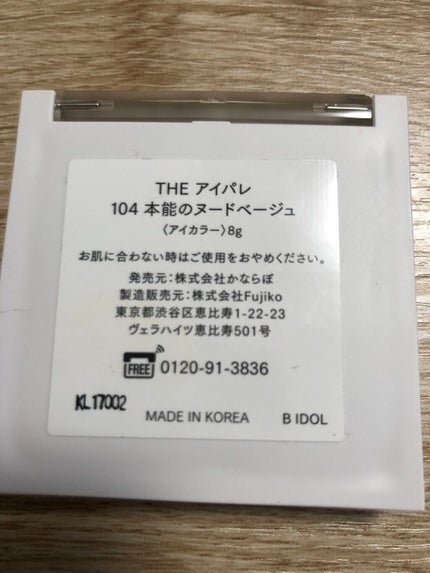 THE アイパレ
104 本能のヌードベージュ
〈アイカラー〉8g
お肌に合わない時はご使用をおやめください。
発売元:株式会社かならぼ
製造販売元:株式会社Fujiko
東京都渋谷区恵比寿1-22-23
ヴェラハイツ恵比寿501号
FREE 0120-91-3836
KL17002
MADE IN KOREA B IDOL